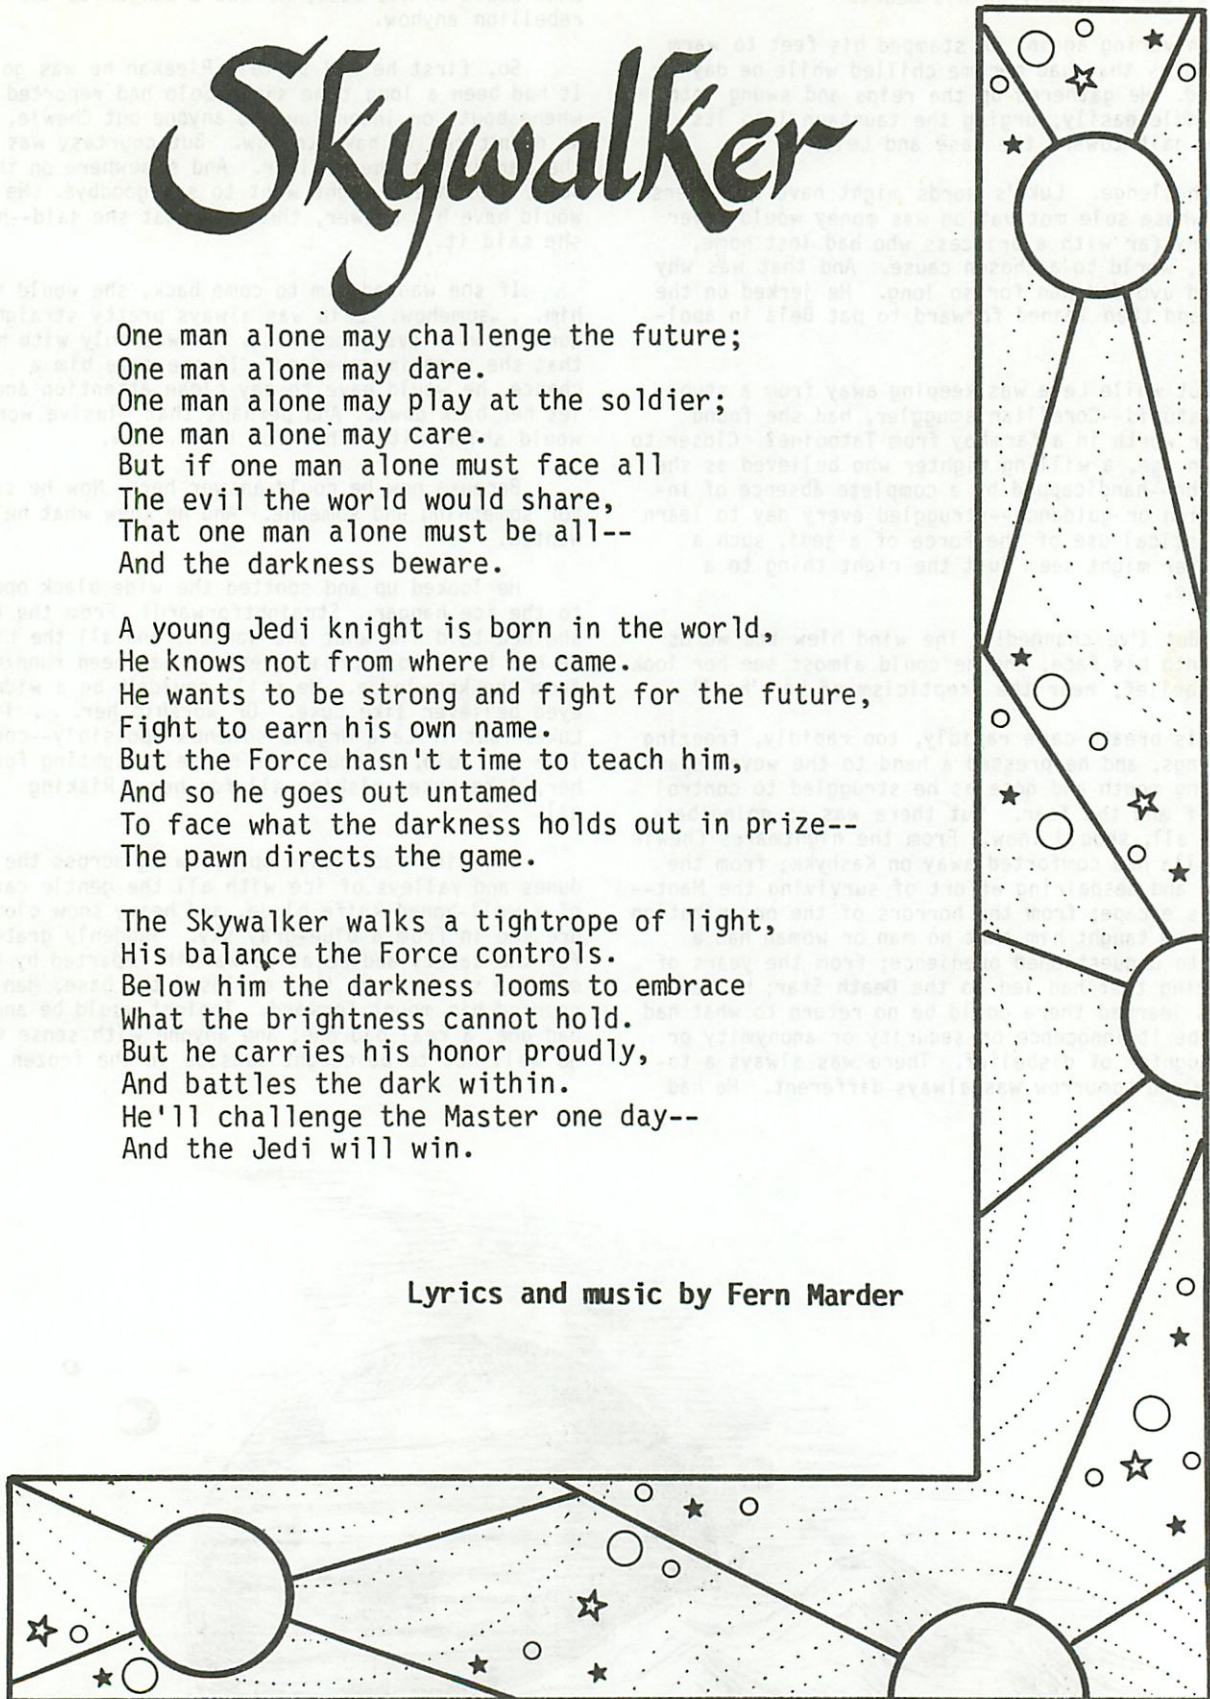 Skywalker
One man alone may challenge the future;
One man alone may dare.
One man alone may play at the soldier;
One man alone may care.
But if one man alone must face all
The evil the world would share,
That one man alone must be all--
And the darkness beware.
A young Jedi knight is born in the world,
He knows not from where he came.
He wants to be strong and right for the future,
Fight to earn his own name.
But the Force hasn't time to teach him,
And so he goes out untamed
To face what the darkness holds out in prize--
The pawn directs the game.
The Skywalker walks a tightrope of light,
His balance the Force controls.
Below him the darkness looms to embrace
What the brightness cannot hold.
But he carries his honor proudly,
And battles the dark within.
He'll challenge the Master one day--
And the Jedi will win.
Lyrics and music by Fern Marder